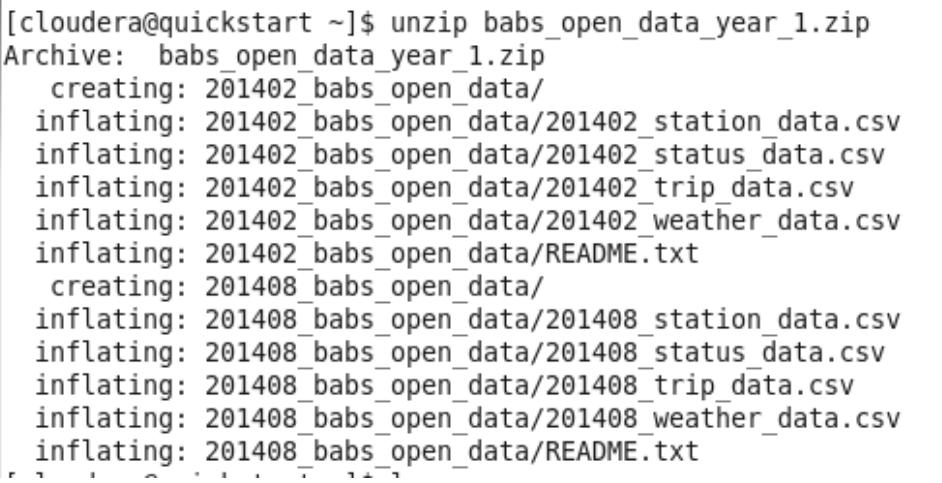 [cloudera@quickstart ~]$ unzip babs_open_data_year_1.zip
Archive:  babs_open_data_year_1.zip
   creating: 201402_babs_open_data/
  inflating: 201402_babs_open_data/201402_station_data.csv
  inflating: 201402_babs_open_data/201402_status_data.csv
  inflating: 201402_babs_open_data/201402_trip_data.csv
  inflating: 201402_babs_open_data/201402_weather_data.csv
  inflating: 201402_babs_open_data/README.txt
   creating: 201408_babs_open_data/
  inflating: 201408_babs_open_data/201408_station_data.csv
  inflating: 201408_babs_open_data/201408_status_data.csv
  inflating: 201408_babs_open_data/201408_trip_data.csv
  inflating: 201408_babs_open_data/201408_weather_data.csv
  inflating: 201408_babs_open_data/README.txt